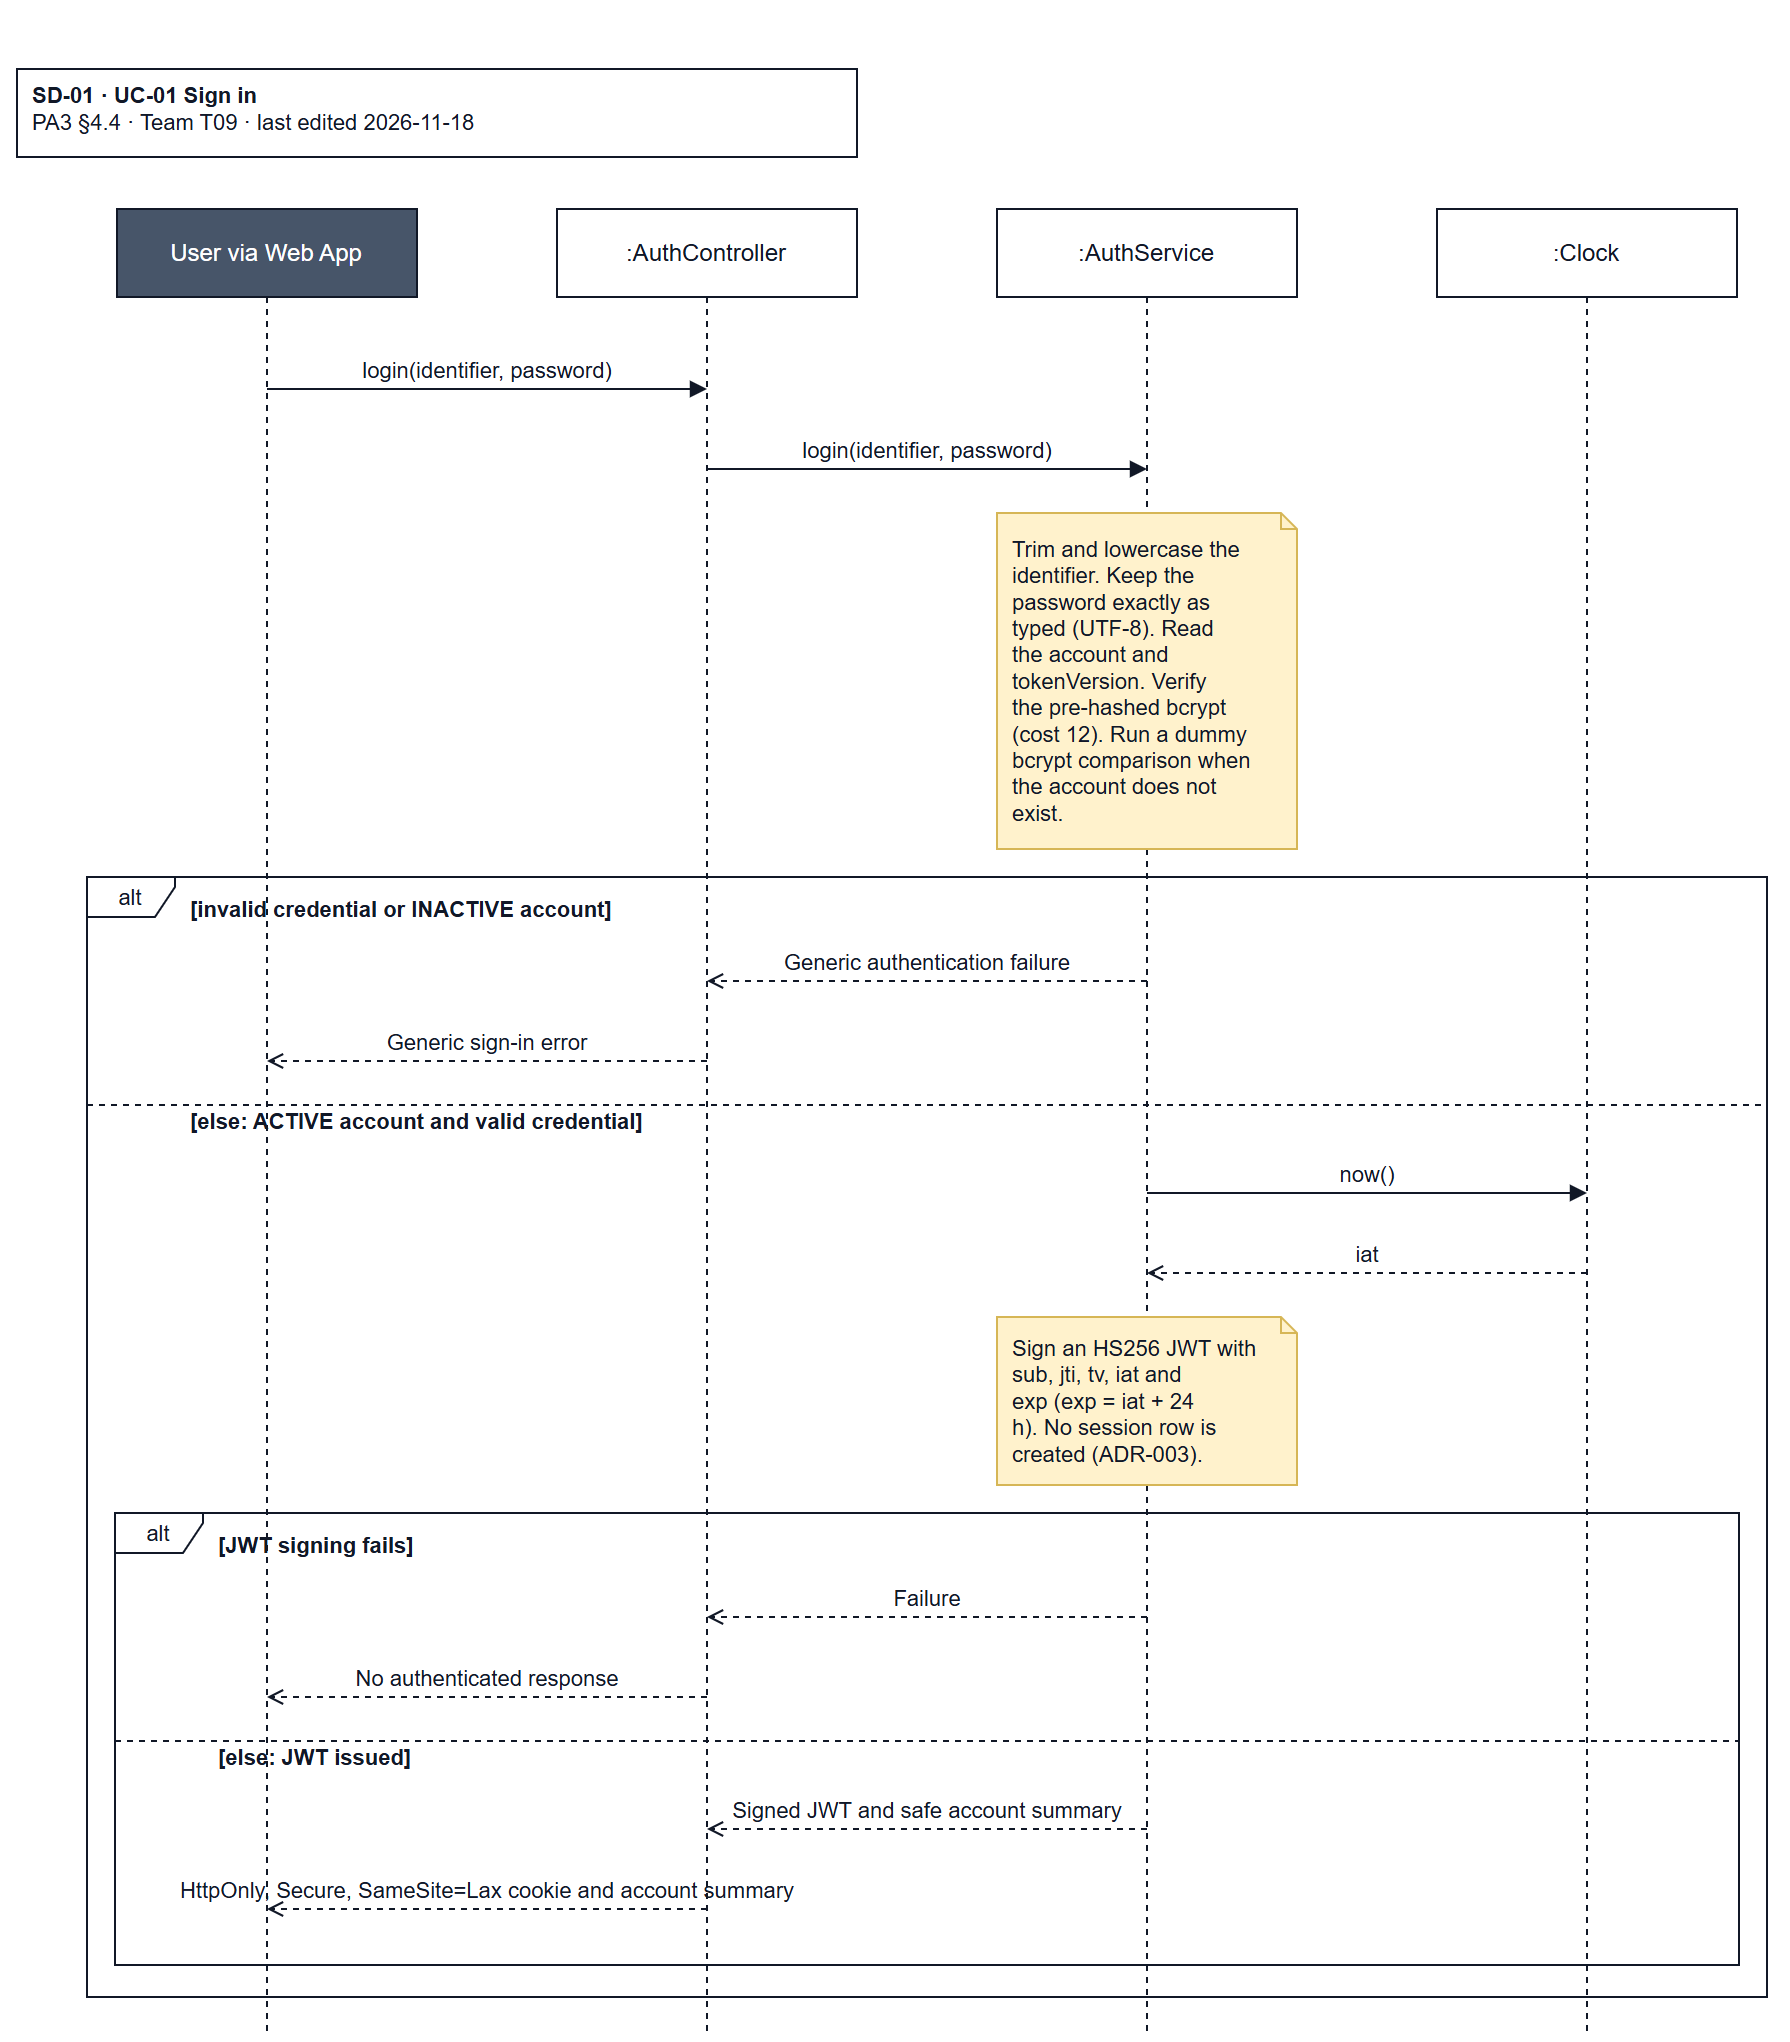 SD-01 · UC-01 Sign in
PA3 §4.4 · Team T09 · last edited 2026-11-18
User via Web App
:AuthController
:AuthService
:Clock
login(identifier, password)
login(identifier, password)
Trim and lowercase the
identifier. Keep the
password exactly as
typed (UTF-8). Read
the account and
tokenVersion. Verify
the pre-hashed bcrypt
(cost 12). Run a dummy
bcrypt comparison when
the account does not
exist.
alt
[invalid credential or INACTIVE account]
Generic authentication failure
Generic sign-in error
[else: ACTIVE account and valid credential]
now()
iat
Sign an HS256 JWT with
sub, jti, tv, iat and
exp (exp = iat + 24
h). No session row is
created (ADR-003).
alt
[JWT signing fails]
Failure
No authenticated response
[else: JWT issued]
Signed JWT and safe account summary
HttpOnly, Secure, SameSite=Lax cookie and account summary